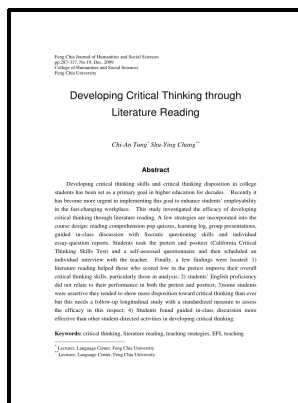 Feng Chia Journal of Humanities and Social Sciences
pp.287-317, No.19, Dec. 2009
College of Humanities and Social Sciences
Feng Chia University
Developing Critical Thinking through
Literature Reading
Chi-An Tung* Shu-Ying Chang**
Abstract
Developing critical thinking skills and critical thinking disposition in college
students has been set as a primary goal in higher education for decades. Recently it
has become more urgent in implementing this goal to enhance students' employability
in the fast-changing workplace. This study investigated the efficacy of developing
critical thinking through literature reading. A few strategies are incorporated into the
course design: reading comprehension pop quizzes, learning log, group presentations,
guided in-class discussion with Socratic questioning skills and individual
essay-question reports. Students took the pretest and posttest (California Critical
Thinking Skills Test) and a self-assessed questionnaire and then scheduled an
individual interview with the teacher. Finally, a few findings were located: 1)
literature reading helped those who scored low in the pretest improve their overall
critical thinking skills, particularly those in analysis; 2) students' English proficiency
did not relate to their performance in both the pretest and posttest; 3)some students
were assertive they tended to show more disposition toward critical thinking than ever
but this needs a follow-up longitudinal study with a standardized measure to assess
the efficacy in this respect; 4) Students found guided in-class discussion more
effective than other student-directed activities in developing critical thinking.
Keywords: critical thinking, literature reading, teaching strategies, EFL teaching
* Lecturer, Language Center, Feng Chia University.
** Lecturer, Language Center, Feng Chia University.